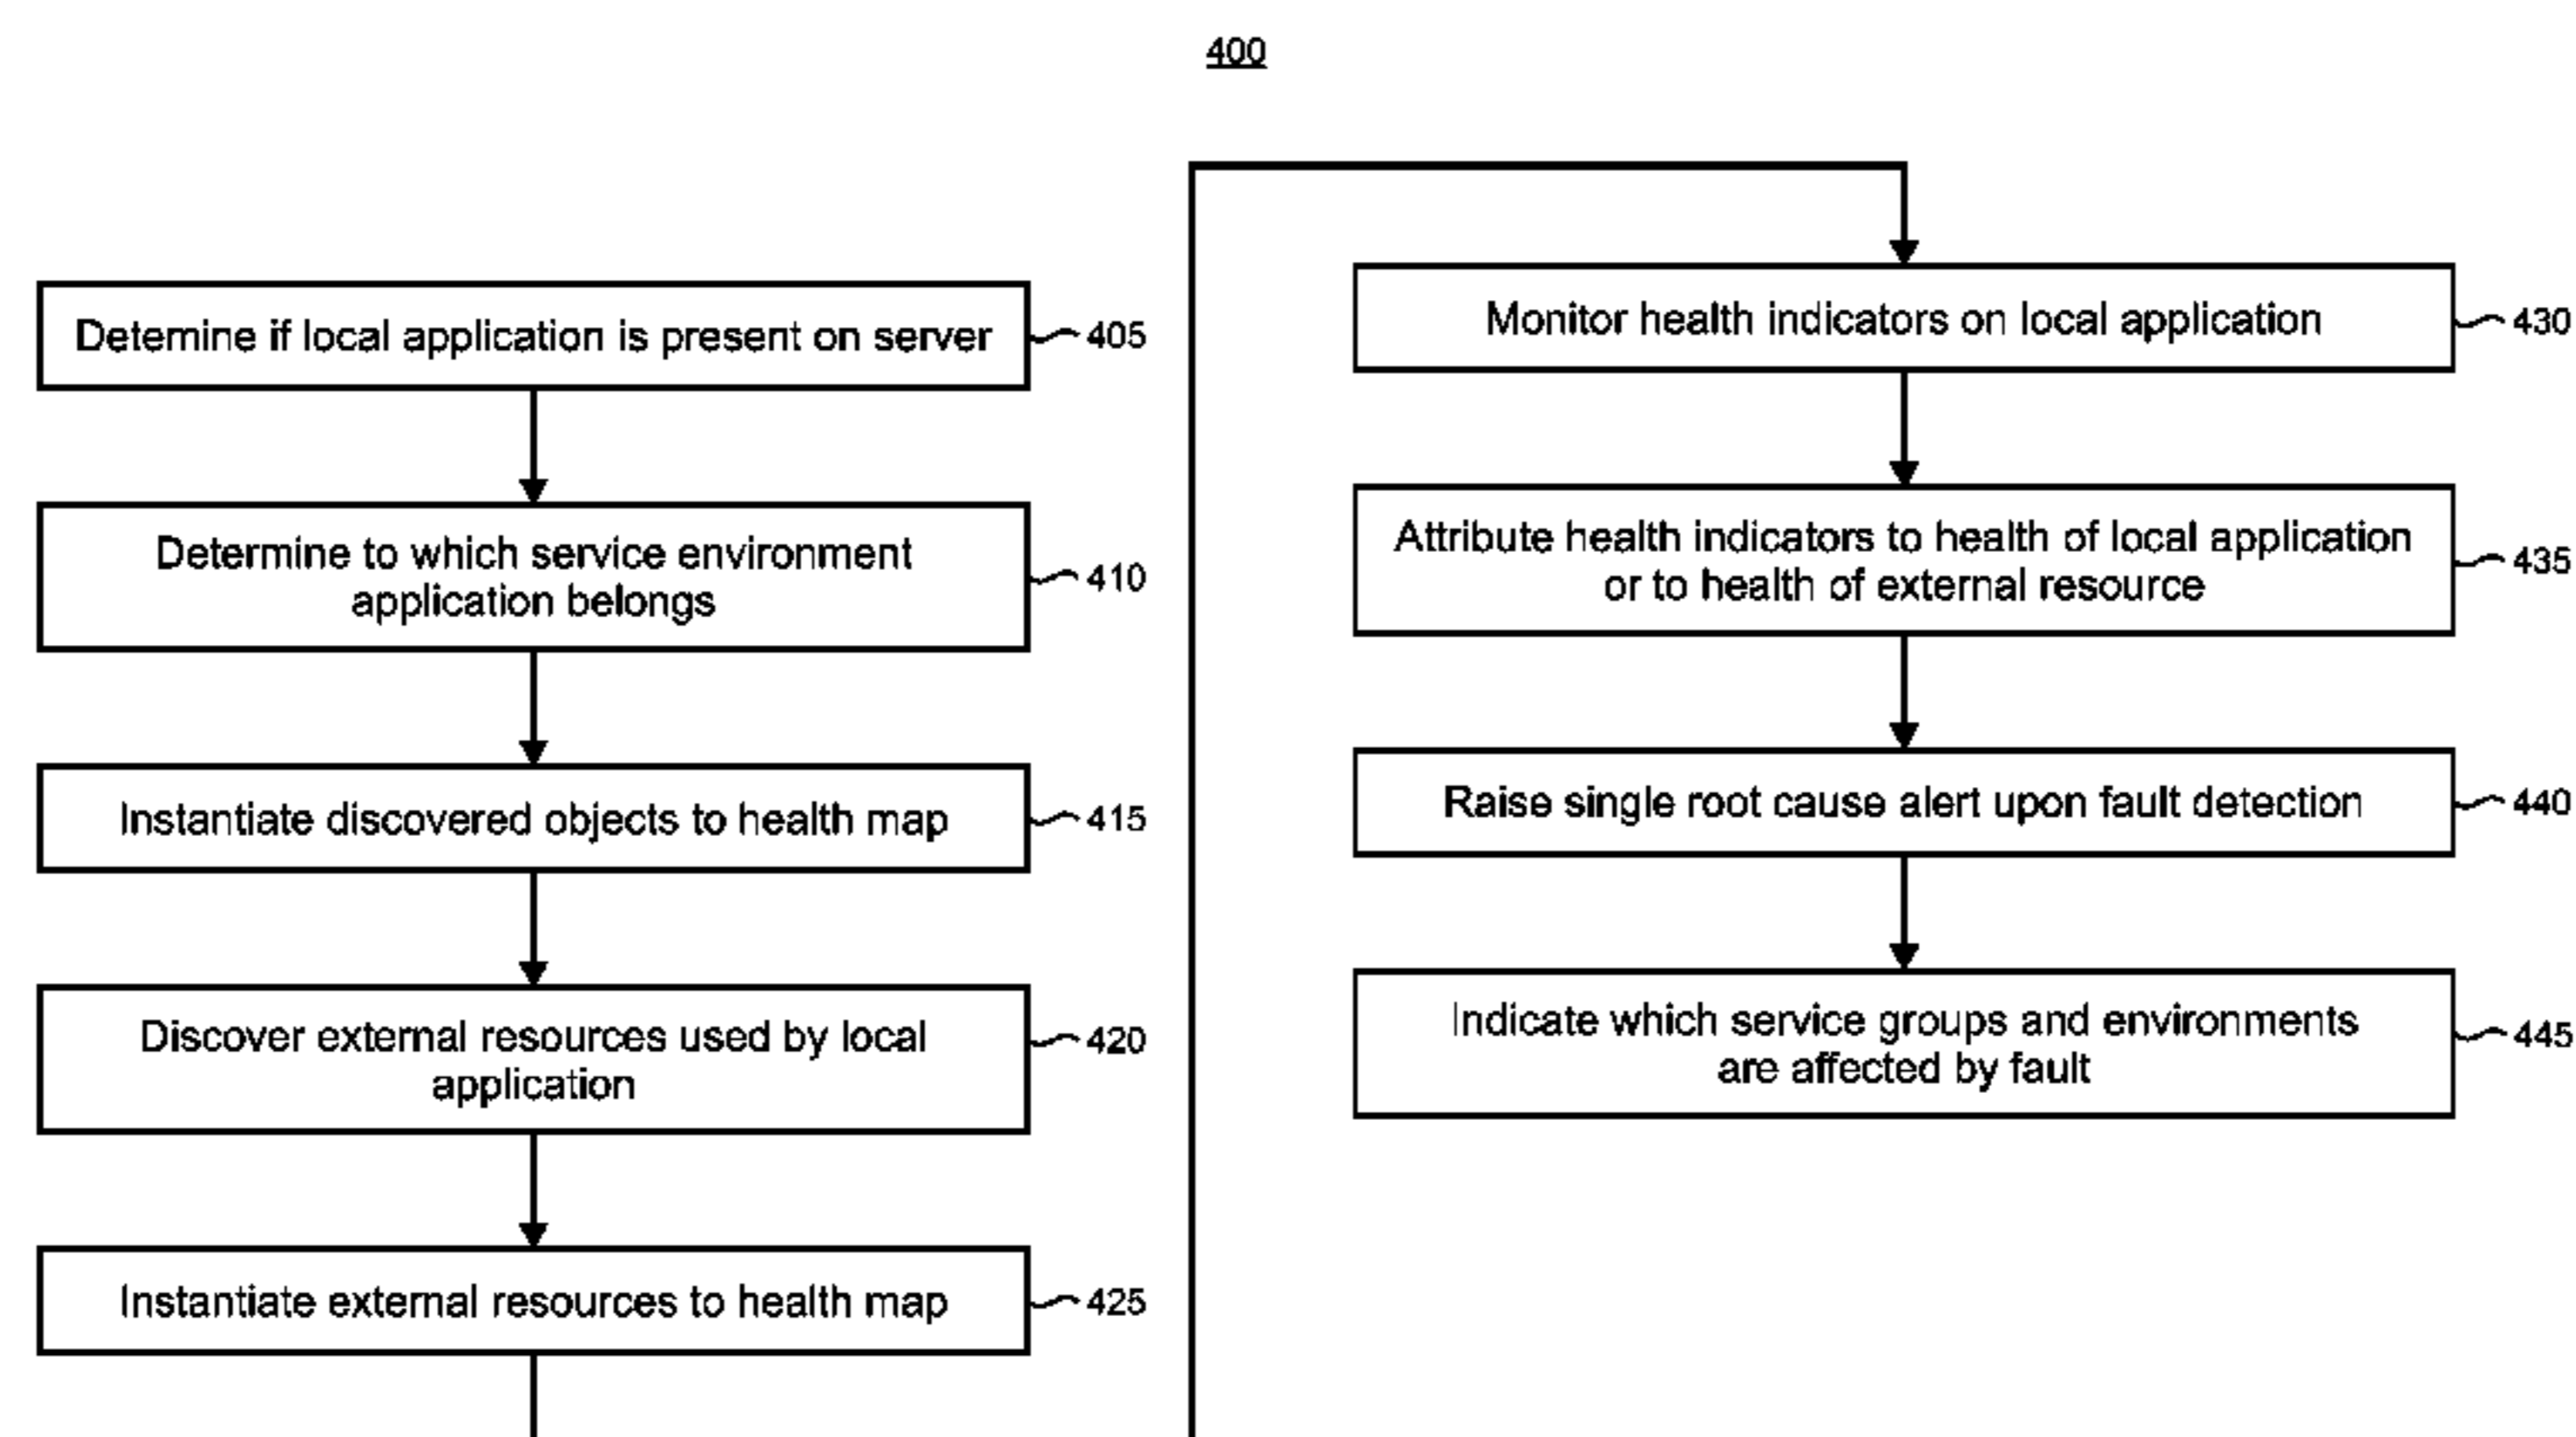 400
Detemine if local application is present on server
405
Determine to which service environment
application belongs
410
Instantiate discovered objects to health map
415
Discover external resources used by local
application
420
Instantiate external resources to health map
425
Monitor health indicators on local application
430
Attribute health indicators to health of local application
or to health of external resource
435
Raise single root cause alert upon fault detection
440
Indicate which service groups and environments
are affected by fault
445